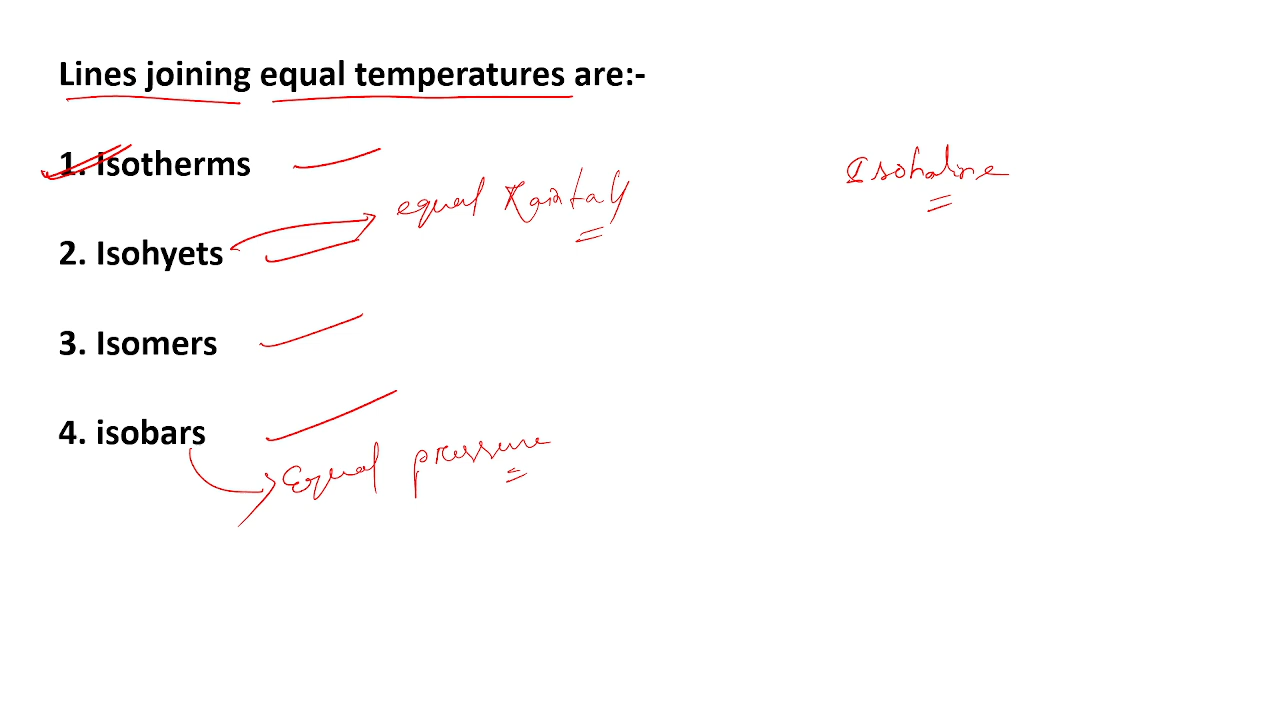 Lines joining equal temperatures are:-
1. Isotherms
Isohaline
equal Rainfall
2. Isohyets
3. Isomers
4. isobars
Equal pressure